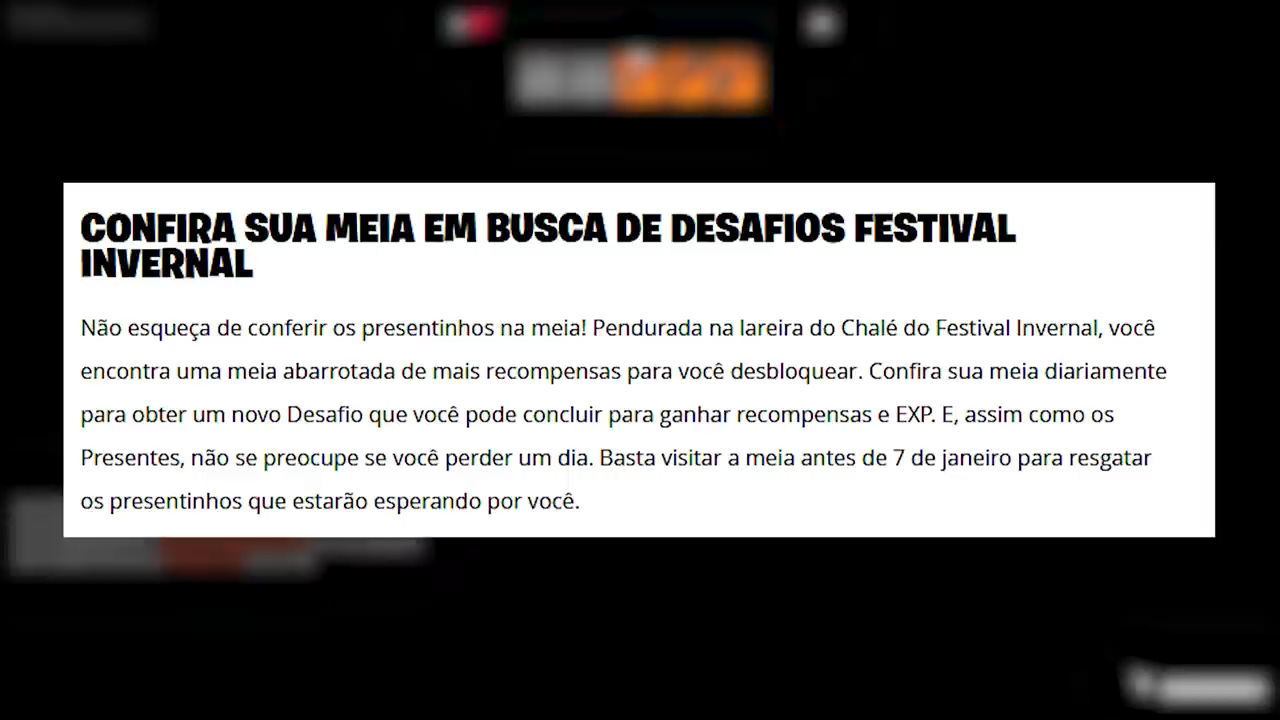 CONFIRA SUA MEIA EM BUSCA DE DESAFIOS FESTIVAL
INVERNAL
Não esqueça de conferir os presentinhos na meia! Pendurada na lareira do Chalé do Festival Invernal, você
encontra uma meia abarrotada de mais recompensas para você desbloquear. Confira sua meia diariamente
para obter um novo Desafio que você pode concluir para ganhar recompensas e EXP. E, assim como os
Presentes, não se preocupe se você perder um dia. Basta visitar a meia antes de 7 de janeiro para resgatar
os presentinhos que estarão esperando por você.